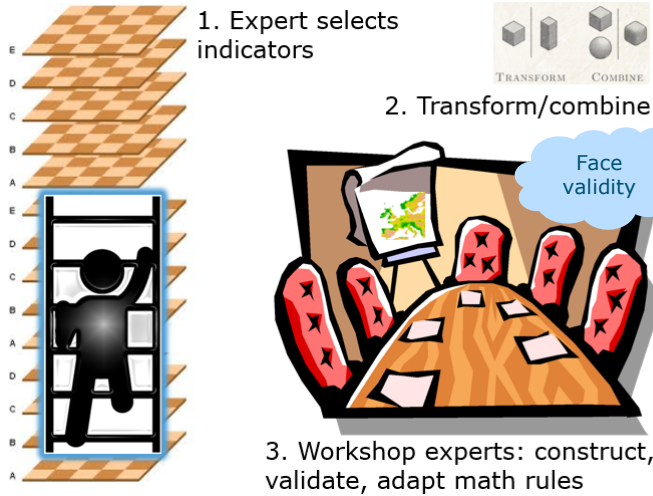 1. Expert selects
indicators
TRANSFORM
COMBINE
2. Transform/combine
Face
validity
E
D
C
B
A
E
D
C
B
A
D
C
B
A
3. Workshop experts: construct,
validate, adapt math rules